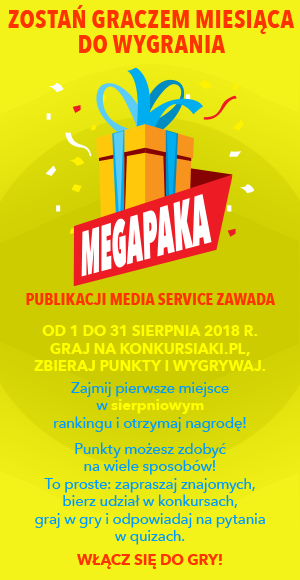 ZOSTAŃ GRACZEM MIESIĄCA
DO WYGRANIA
MEGAPAKA
PUBLIKACJI MEDIA SERVICE ZAWADA
OD 1 DO 31 SIERPNIA 2018 R.
GRAJ NA KONKURSIAKI.PL,
ZBIERAJ PUNKTY I WYGRYWAJ.
Zajmij pierwsze miejsce
w sierpniowym
rankingu i otrzymaj nagrodę!
Punkty możesz zdobyć
na wiele sposobów!
To proste: zapraszaj znajomych,
bierz udział w konkursach,
graj w gry i odpowiadaj na pytania
w quizach.
WŁĄCZ SIĘ DO GRY!